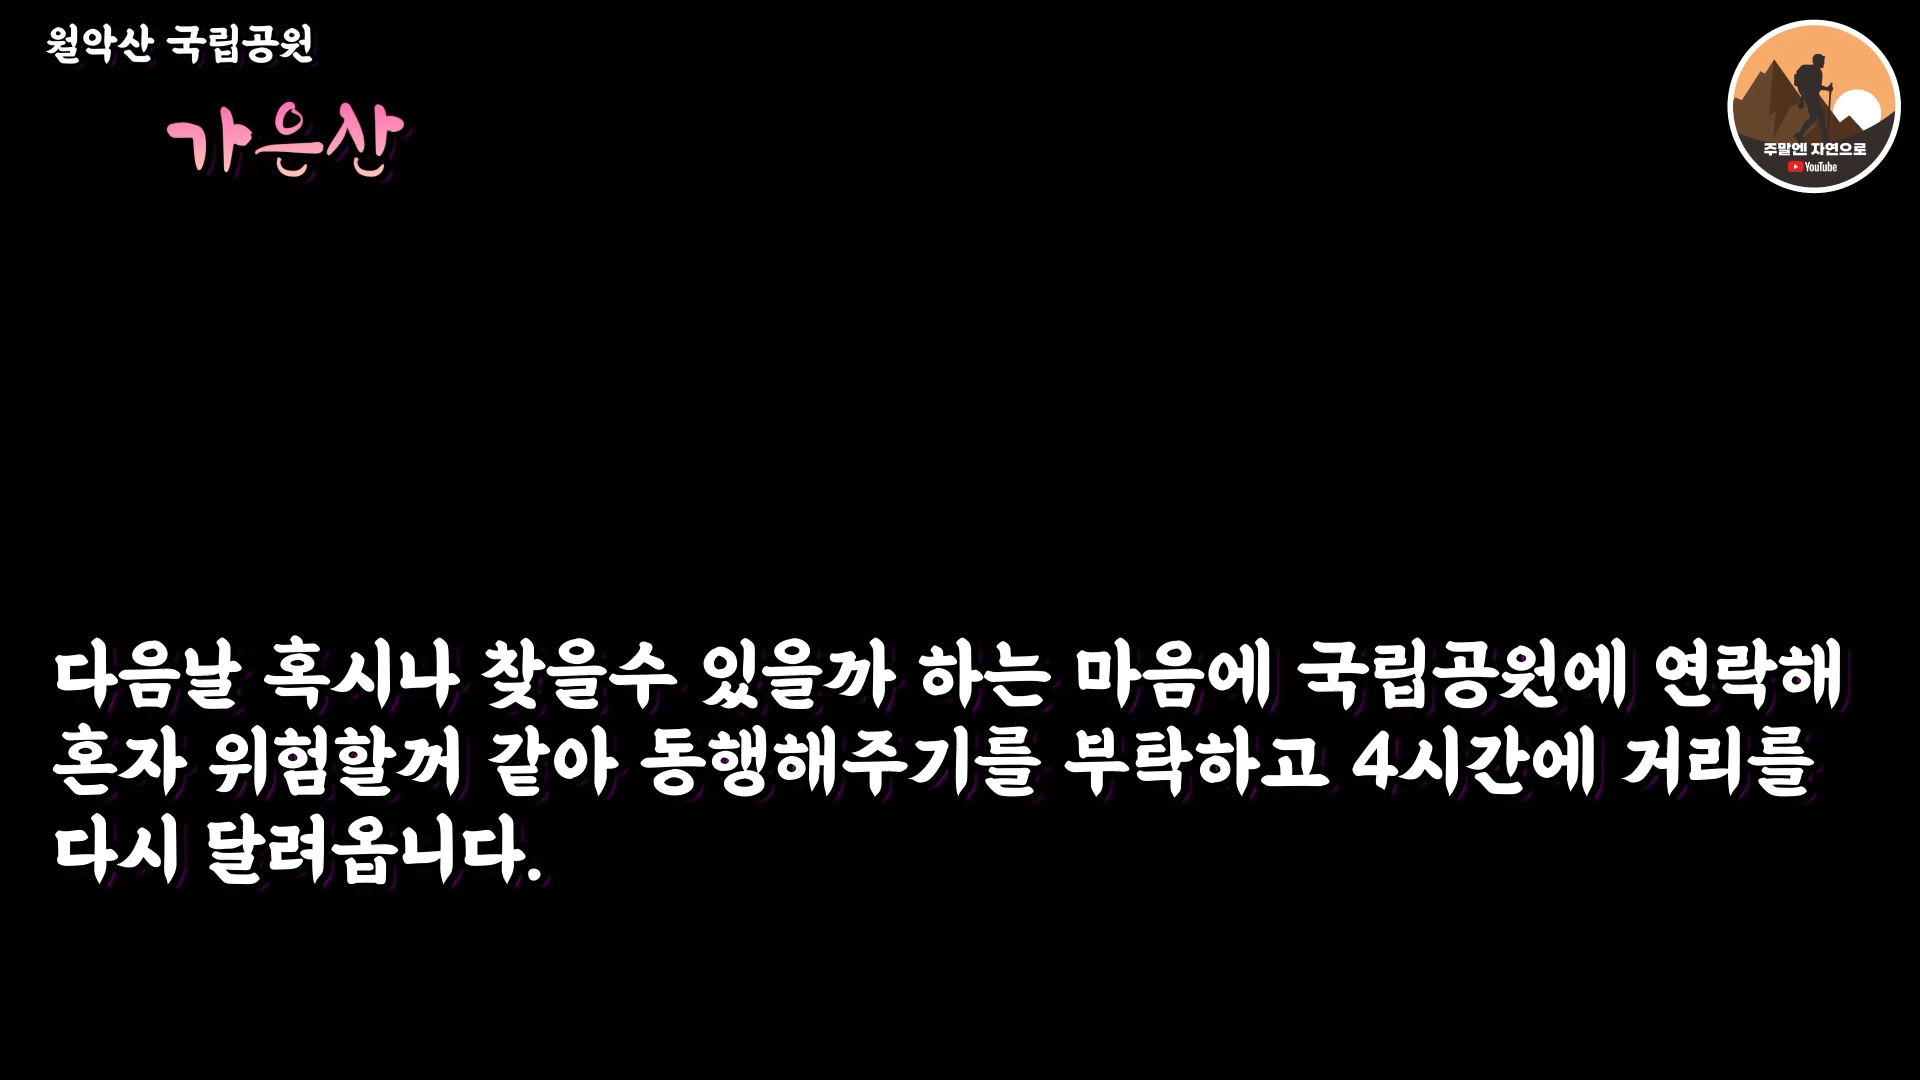 월악산 국립공원
가은산
주말엔 자연으로
YouTube
다음날 혹시나 찾을수 있을까 하는 마음에 국립공원에 연락해
혼자 위험할꺼 같아 동행해주기를 부탁하고 4시간에 거리를
다시 달려옵니다.